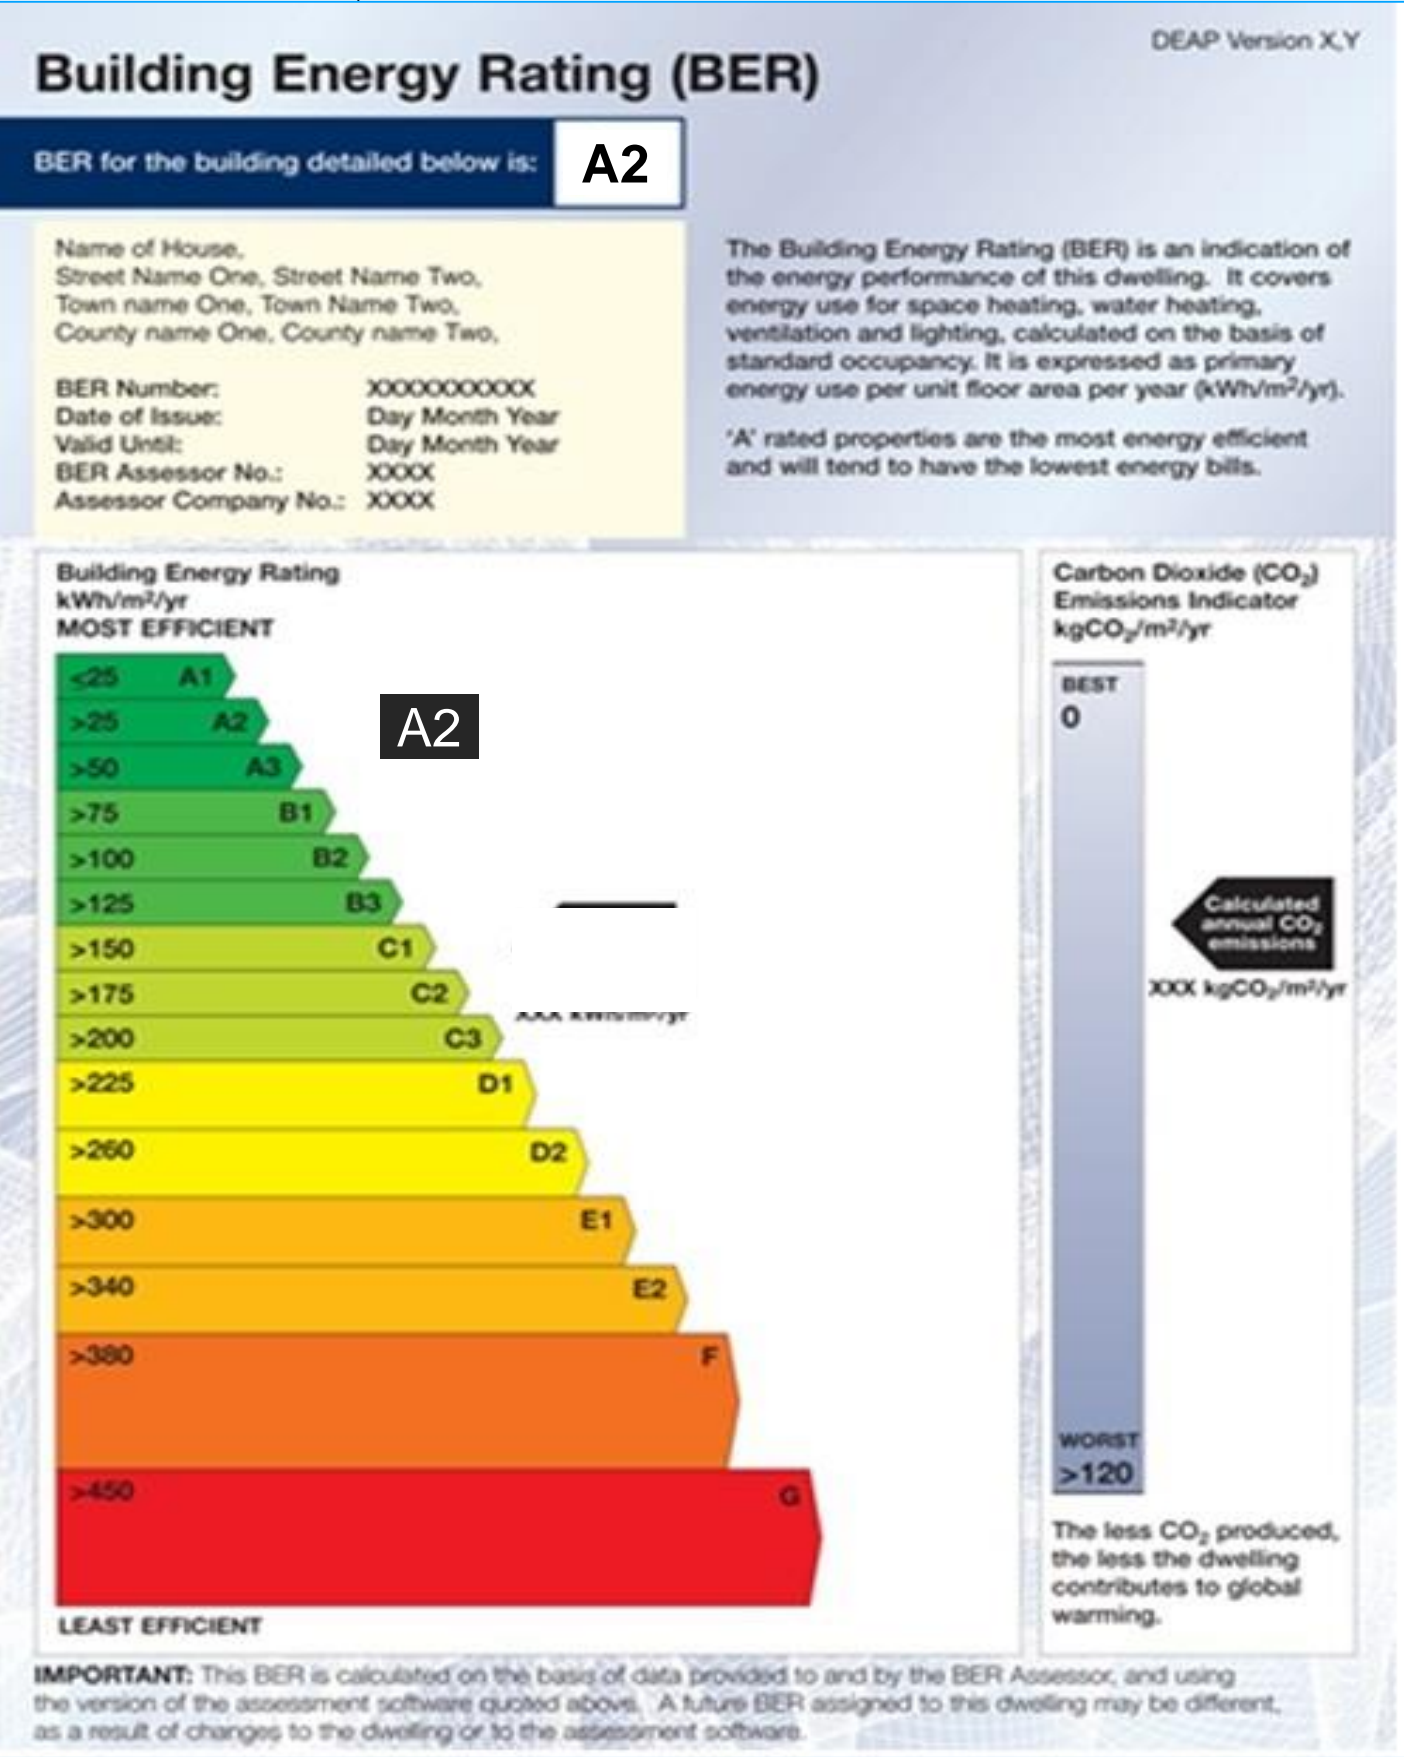 DEAP Version X,Y
Building Energy Rating (BER)
BER for the building detailed below is:
A2
Name of House,
Street Name One, Street Name Two,
Town name One, Town Name Two,
County name One, County name Two,
BER Number: XXXXXXXXXX
Date of Issue: Day Month Year
Valid Until: Day Month Year
BER Assessor No.: XXXX
Assessor Company No.: XXXX
The Building Energy Rating (BER) is an indication of
the energy performance of this dwelling. It covers
energy use for space heating, water heating,
ventilation and lighting, calculated on the basis of
standard occupancy. It is expressed as primary
energy use per unit floor area per year (kWh/m²/yr).
'A' rated properties are the most energy efficient
and will tend to have the lowest energy bills.
Building Energy Rating
kWh/m²/yr
MOST EFFICIENT
≤25 A1
>25 A2
A2
>50 A3
>75 B1
>100 B2
>125 B3
>150 C1
>175 C2
XXX kWh/m²/yr
>200 C3
>225 D1
>260 D2
>300 E1
>340 E2
>380 F
>450 G
LEAST EFFICIENT
Carbon Dioxide (CO₂)
Emissions Indicator
kgCO₂/m²/yr
BEST
0
Calculated
annual CO₂
emissions
XXX kgCO₂/m²/yr
WORST
>120
The less CO₂ produced,
the less the dwelling
contributes to global
warming.
IMPORTANT: This BER is calculated on the basis of data provided to and by the BER Assessor, and using
the version of the assessment software quoted above. A future BER assigned to this dwelling may be different,
as a result of changes to the dwelling or to the assessment software.